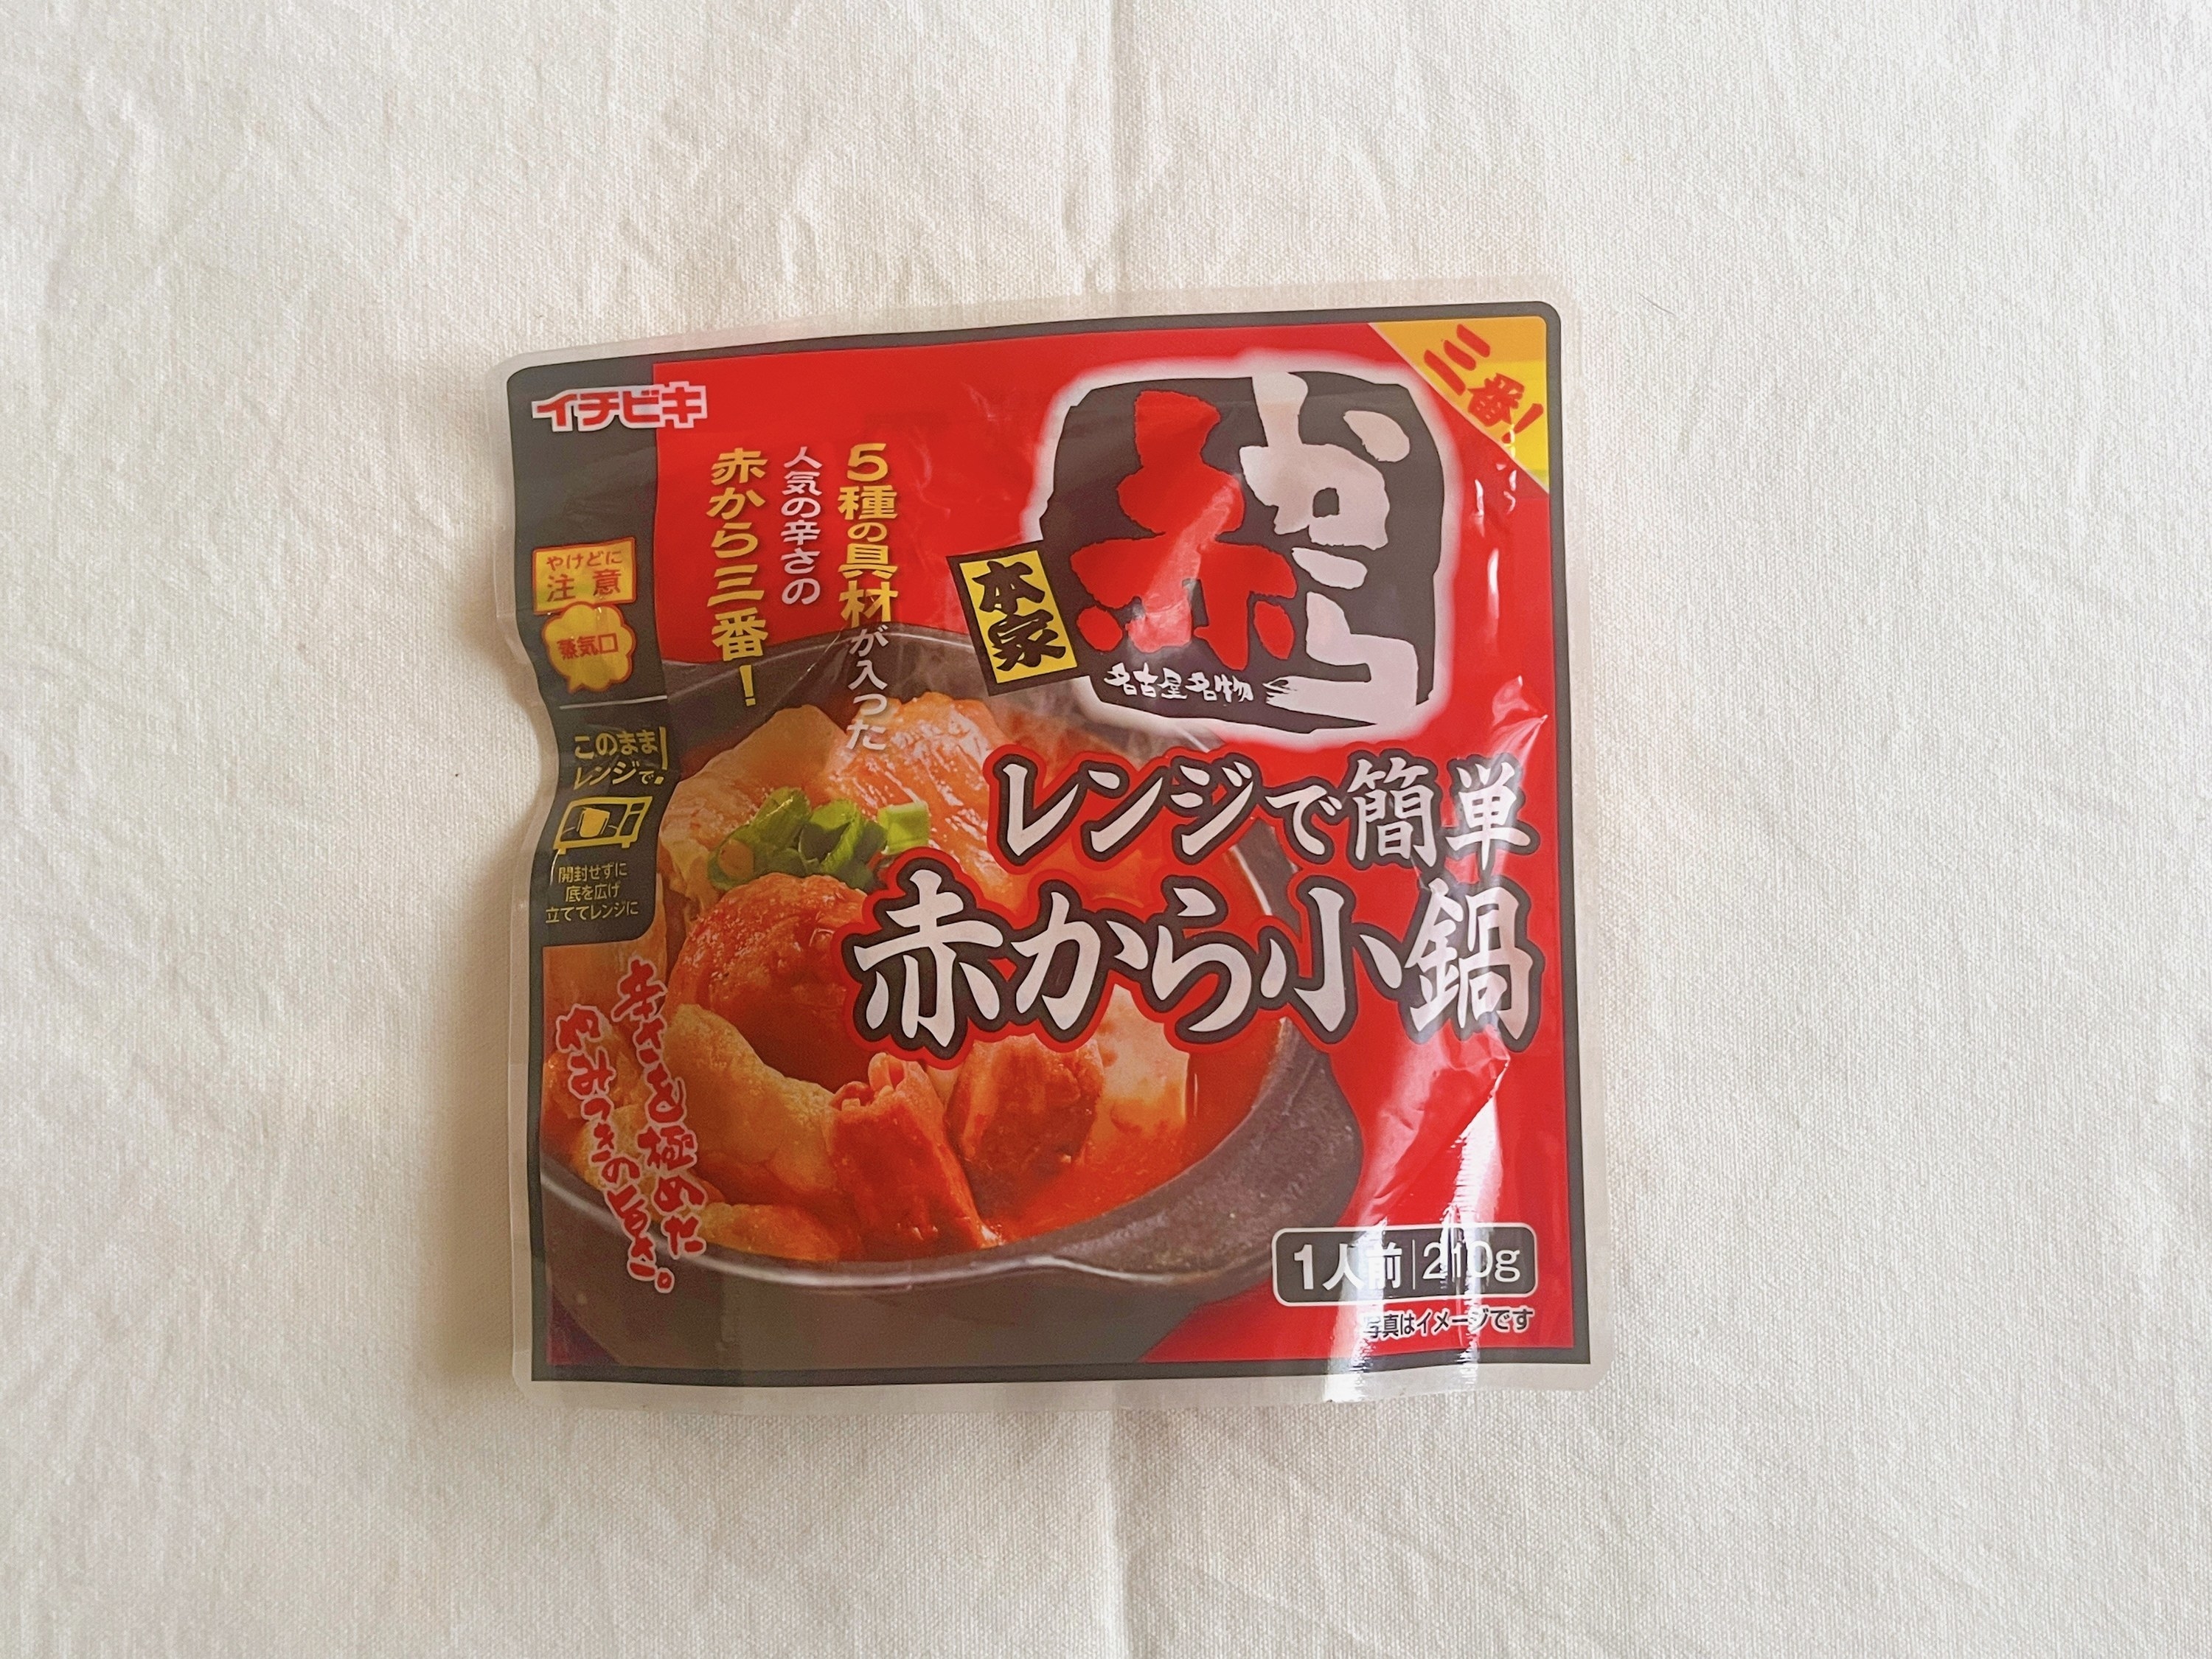 イチビキ
三番!
赤から
本家
名古屋名物
5種の具材が入った
人気の辛さの
赤から三番!
やけどに
注意
蒸気口
このまま
レンジで!
開封せずに
底を広げ
立ててレンジに
レンジで簡単
赤から小鍋
辛さを極めた
やみつきの旨さ。
1人前 210g
写真はイメージです